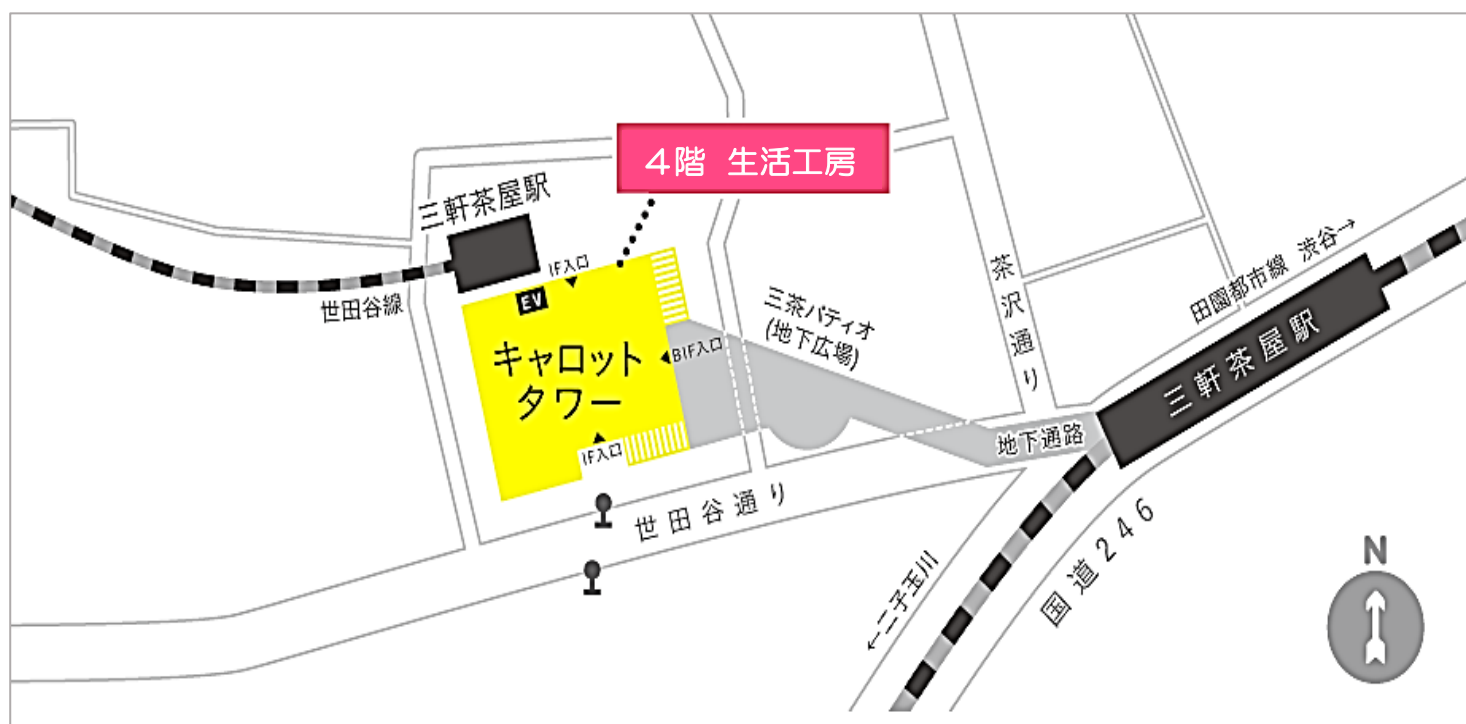 ４階 生活工房
三軒茶屋駅
1F入口
EV
世田谷線
キャロット
タワー
B1F入口
三茶パティオ
(地下広場)
茶沢通り
田園都市線 渋谷→
三軒茶屋駅
地下通路
1F入口
世田谷通り
国道246
←二子玉川
N